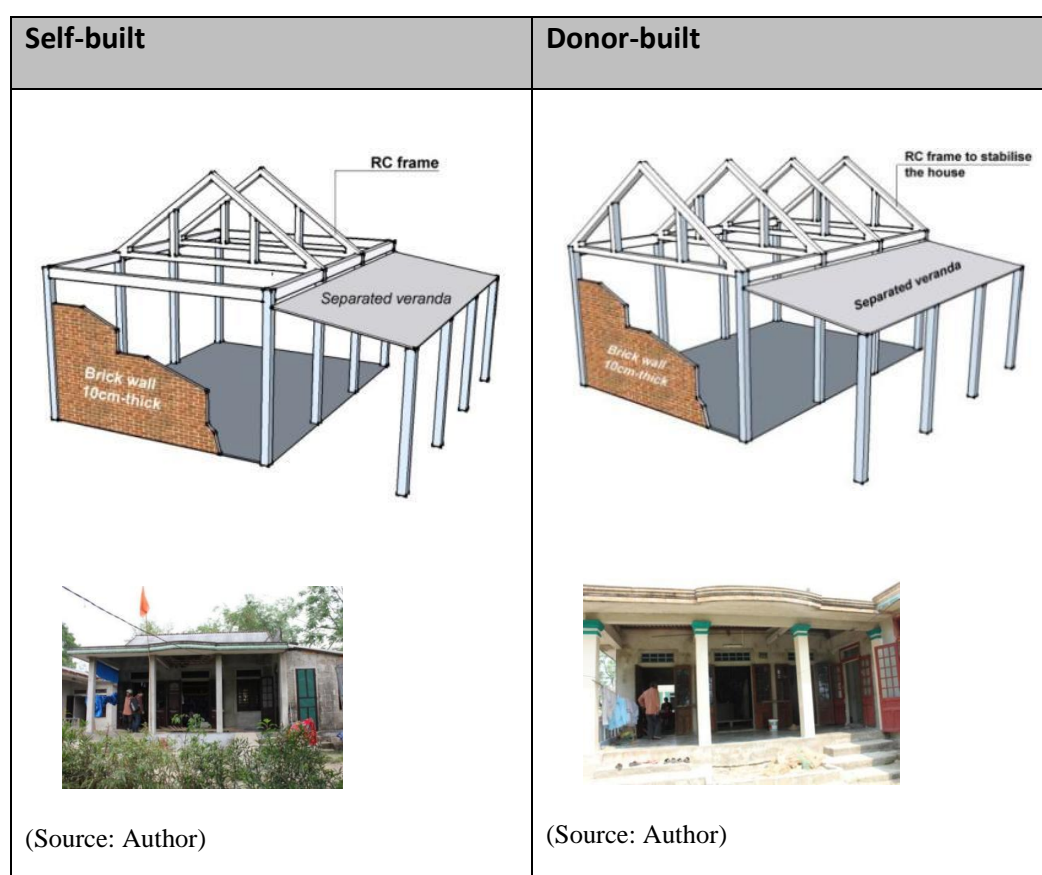 Self-built
Donor-built
RC frame
Separated veranda
Brick wall
10cm-thick
RC frame to stabilise
the house
Separated veranda
Brick wall
10cm-thick
(Source: Author)
(Source: Author)